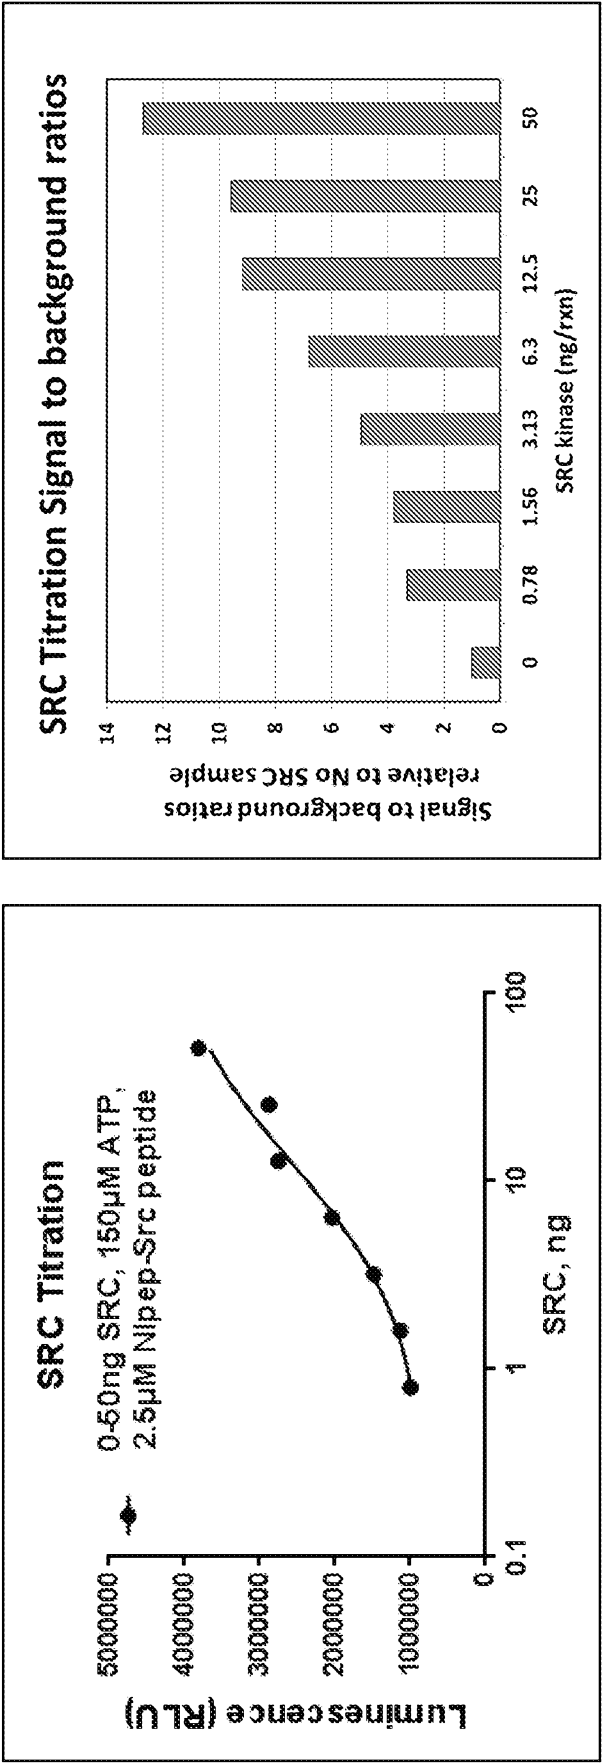 SRC Titration
0-50ng SRC, 150µM ATP,
2.5µM Nlpep-Src peptide
Luminescence (RLU)
5000000
4000000
3000000
2000000
1000000
0
0.1 1 10 100
SRC, ng
SRC Titration Signal to background ratios
Signal to background ratios
relative to No SRC sample
14
12
10
8
6
4
2
0
0 0.78 1.56 3.13 6.3 12.5 25 50
SRC kinase (ng/rxn)